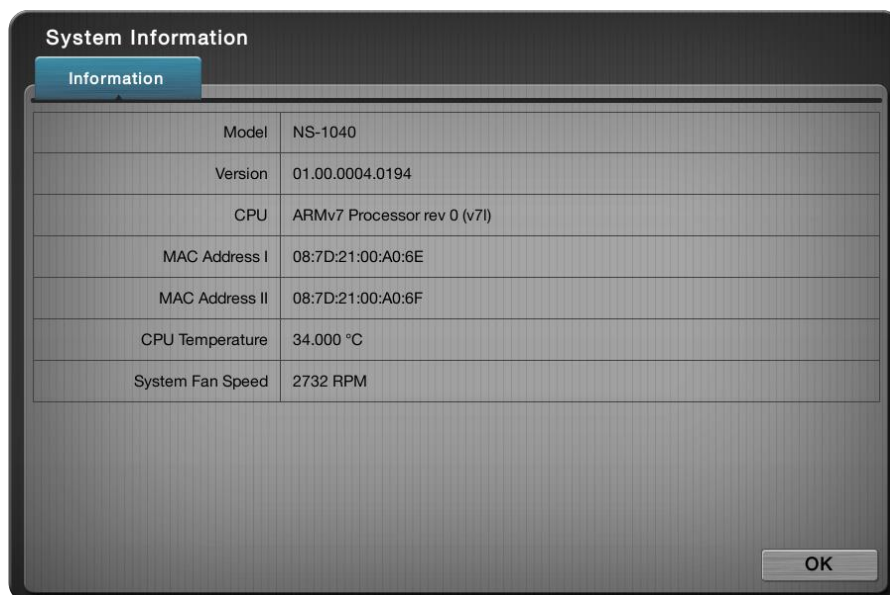 System Information
Information
Model NS-1040
Version 01.00.0004.0194
CPU ARMv7 Processor rev 0 (v7l)
MAC Address I 08:7D:21:00:A0:6E
MAC Address II 08:7D:21:00:A0:6F
CPU Temperature 34.000 °C
System Fan Speed 2732 RPM
OK